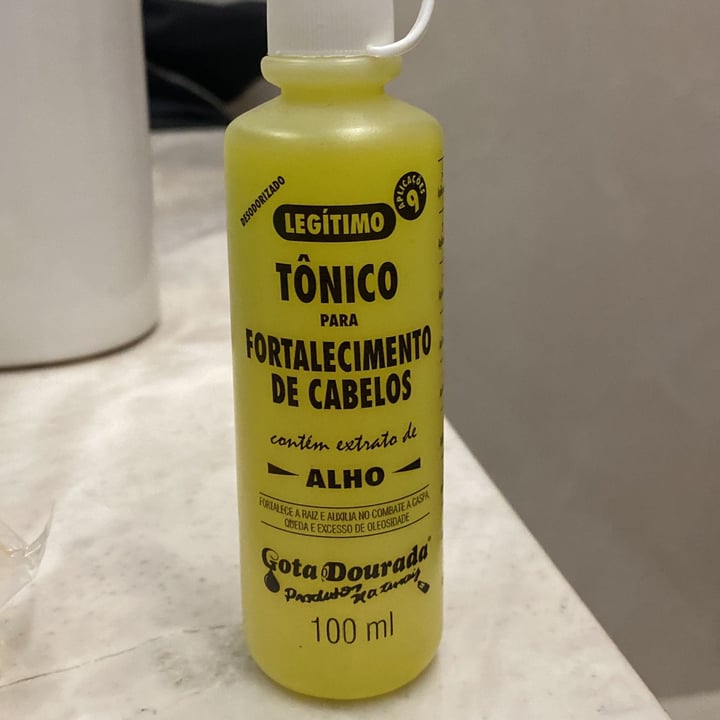 DESODORIZADO
APLICAÇÕES
9
LEGÍTIMO
TÔNICO
PARA
FORTALECIMENTO
DE CABELOS
contém extrato de
ALHO
FORTALECE A RAIZ E AUXILIA NO COMBATE À CASPA,
QUEDA E EXCESSO DE OLEOSIDADE
Gota Dourada®
Produtos Naturais
100 ml